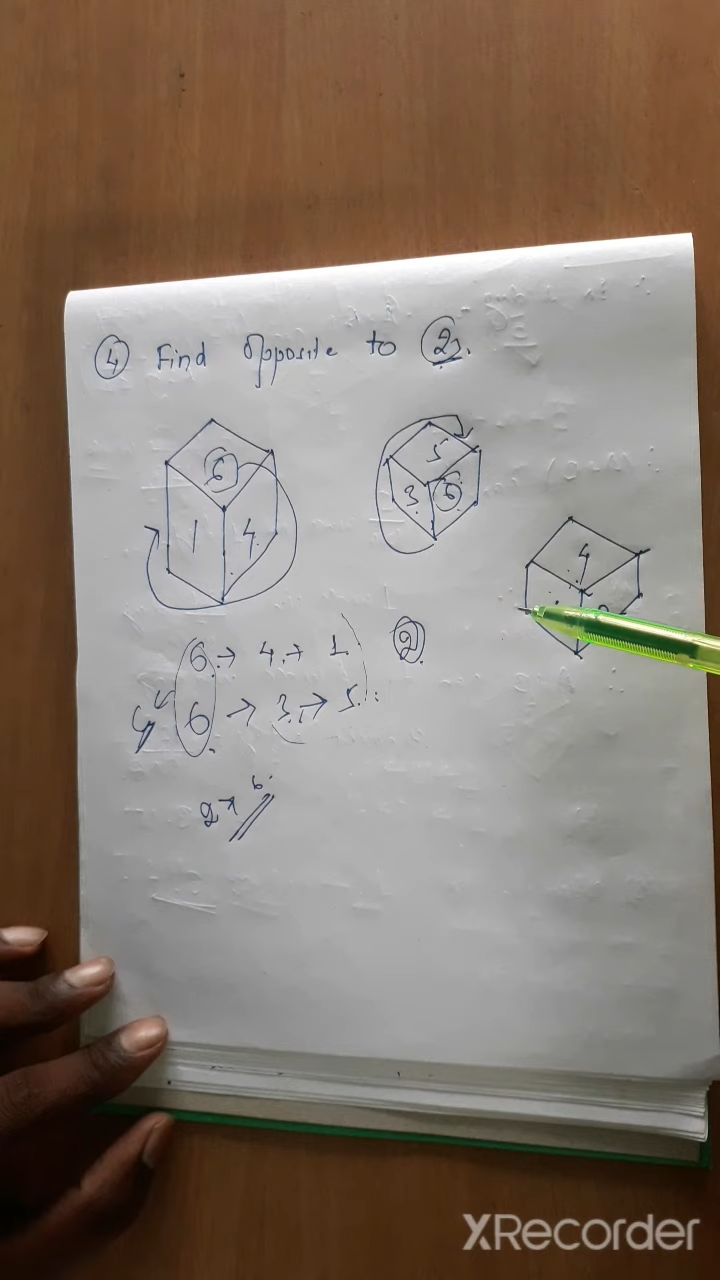 ④ Find opposite to ②.
6 1 4
5 3 6
4
6 → 4 → 1 ②
6 → 3 → 5
2 → 6
XRecorder